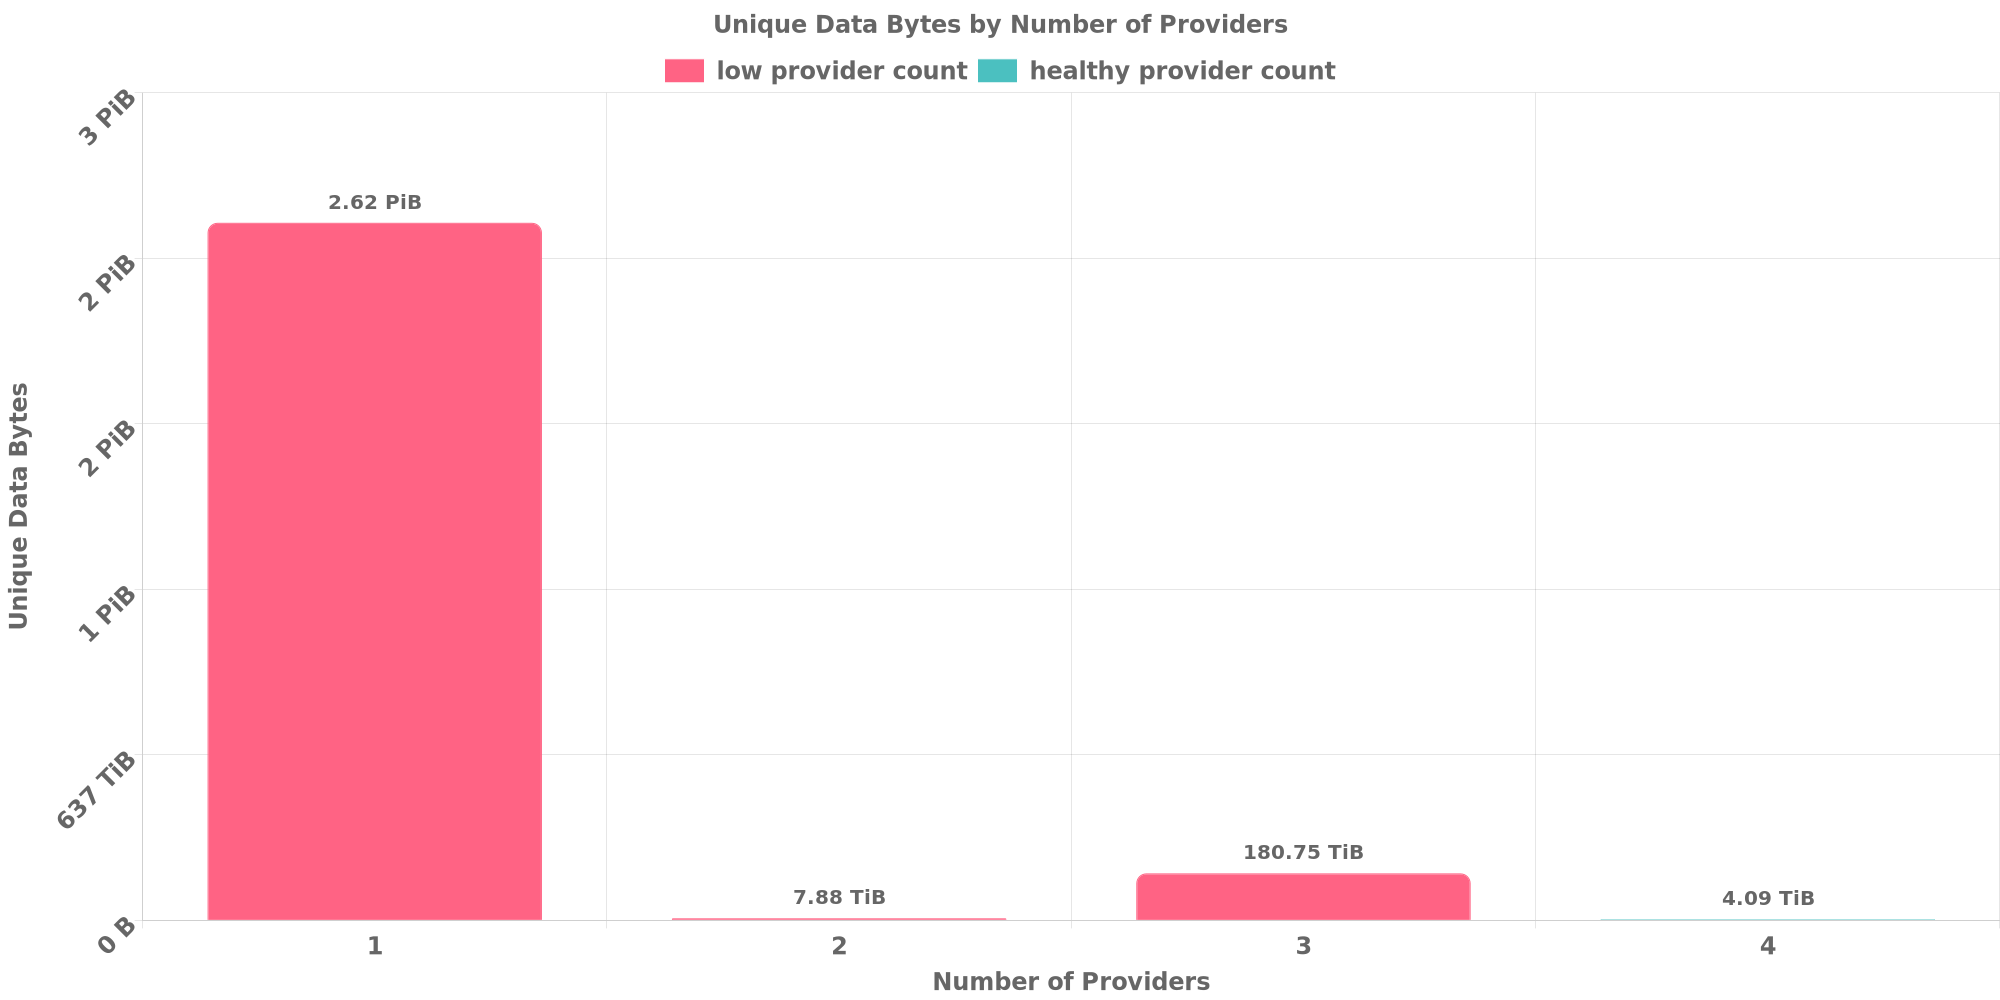 Unique Data Bytes by Number of Providers
low provider count healthy provider count
3 PiB
2 PiB
2 PiB
1 PiB
637 TiB
0 B
Unique Data Bytes
2.62 PiB
7.88 TiB
180.75 TiB
4.09 TiB
1 2 3 4
Number of Providers